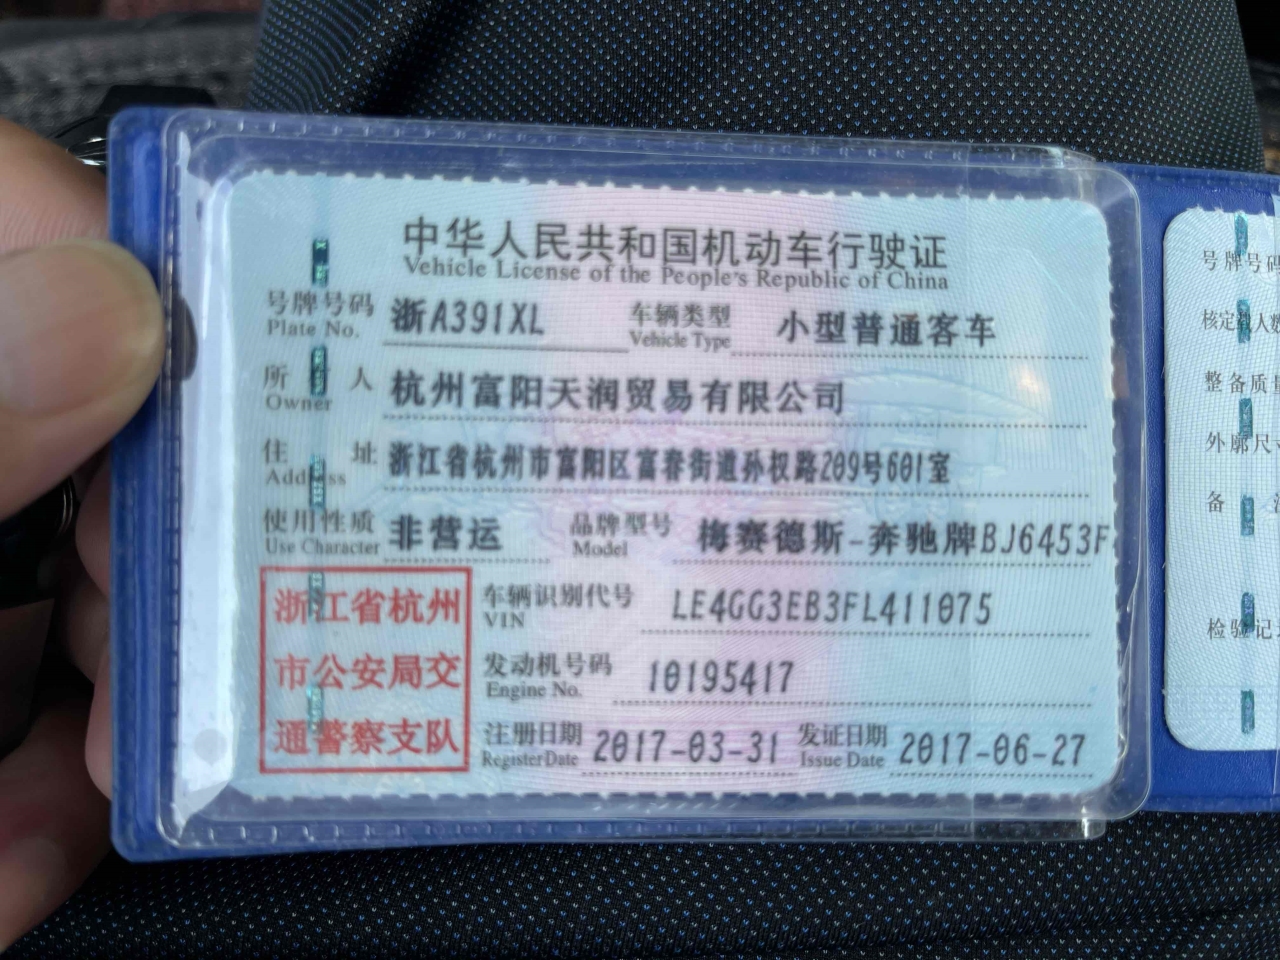 中华人民共和国机动车行驶证
Vehicle License of the People's Republic of China
号牌号码 浙A391XL 车辆类型 小型普通客车
Plate No. Vehicle Type
所 人 杭州富阳天润贸易有限公司
Owner
住 址 浙江省杭州市富阳区富春街道孙权路209号601室
Address
使用性质 非营运 品牌型号 梅赛德斯-奔驰牌BJ6453F
Use Character Model
浙江省杭州
市公安局交
通警察支队
车辆识别代号 LE4GG3EB3FL411075
VIN
发动机号码 10195417
Engine No.
注册日期 2017-03-31 发证日期 2017-06-27
Register Date Issue Date
号牌号码
核定载人数
整备质量
外廓尺寸
备
检验记